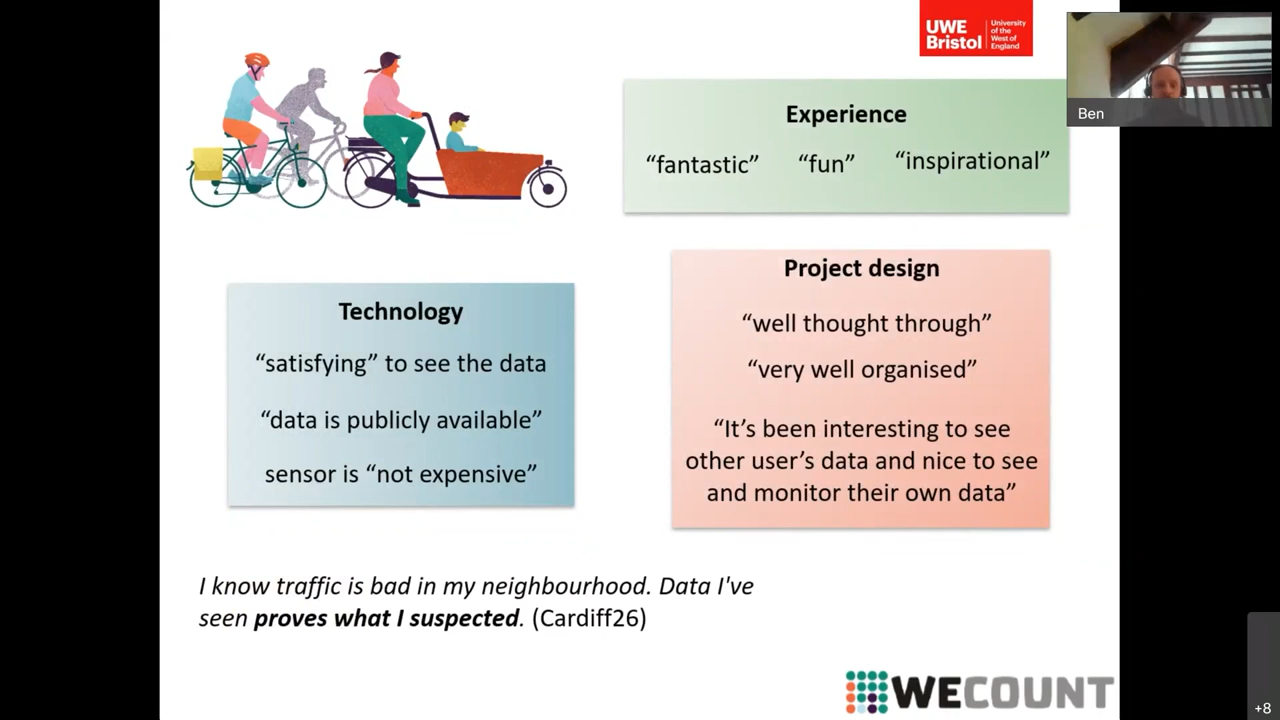 UWE Bristol
University of the West of England
Ben
Experience
“fantastic” “fun” “inspirational”
Technology
“satisfying” to see the data
“data is publicly available”
sensor is “not expensive”
Project design
“well thought through”
“very well organised”
“It’s been interesting to see
other user’s data and nice to see
and monitor their own data”
I know traffic is bad in my neighbourhood. Data I've
seen proves what I suspected. (Cardiff26)
WECOUNT
+8